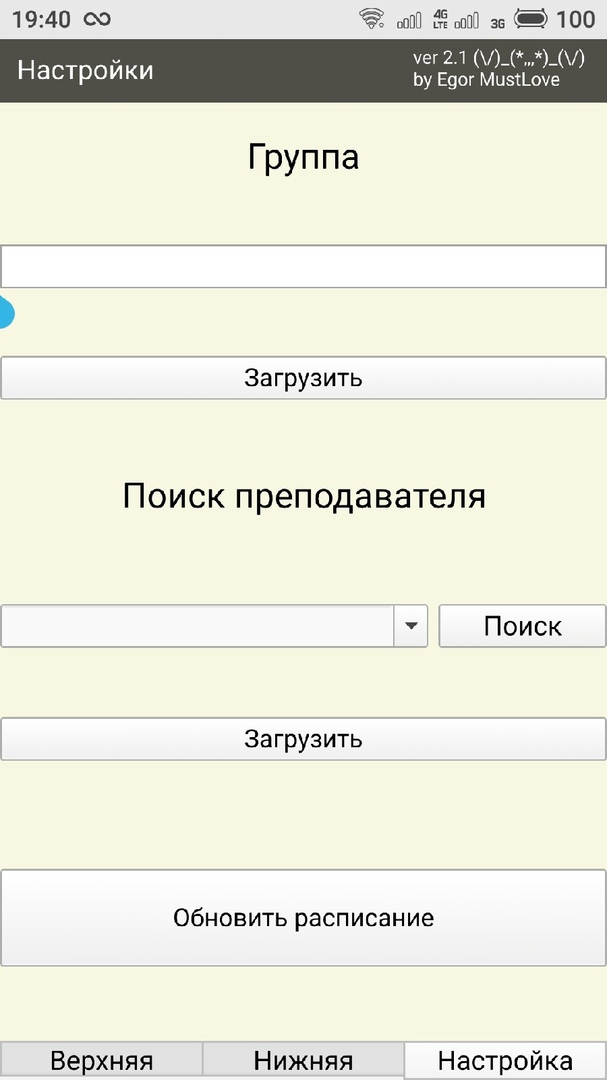 19:40 4G LTE 3G 100
Настройки
ver 2.1 (\/)_(*,,,*)_(\/)
by Egor MustLove
Группа
Загрузить
Поиск преподавателя
Поиск
Загрузить
Обновить расписание
Верхняя Нижняя Настройка